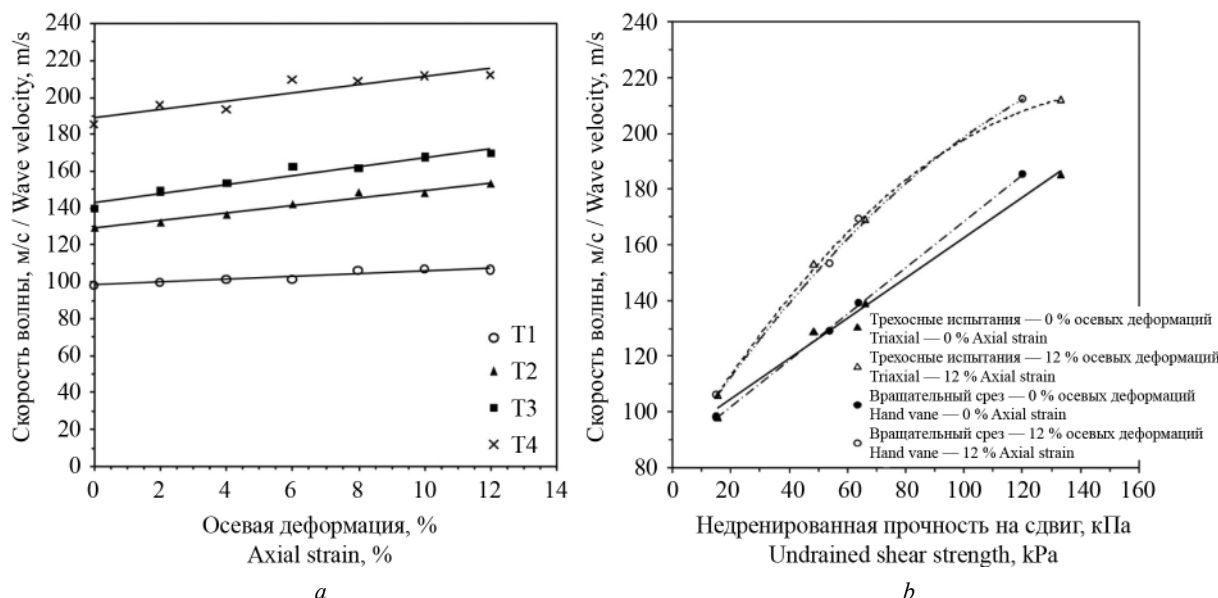 Скорость волны, м/с / Wave velocity, m/s
240
220
200
180
160
140
120
100
80
60
40
20
0
0 2 4 6 8 10 12 14
Осевая деформация, %
Axial strain, %
T1
T2
T3
T4
a
Скорость волны, м/с / Wave velocity, m/s
240
220
200
180
160
140
120
100
80
0 20 40 60 80 100 120 140 160
Недренированная прочность на сдвиг, кПа
Undrained shear strength, kPa
Трехосные испытания — 0 % осевых деформаций
Triaxial — 0 % Axial strain
Трехосные испытания — 12 % осевых деформаций
Triaxial — 12 % Axial strain
Вращательный срез — 0 % осевых деформаций
Hand vane — 0 % Axial strain
Вращательный срез — 12 % осевых деформаций
Hand vane — 12 % Axial strain
b